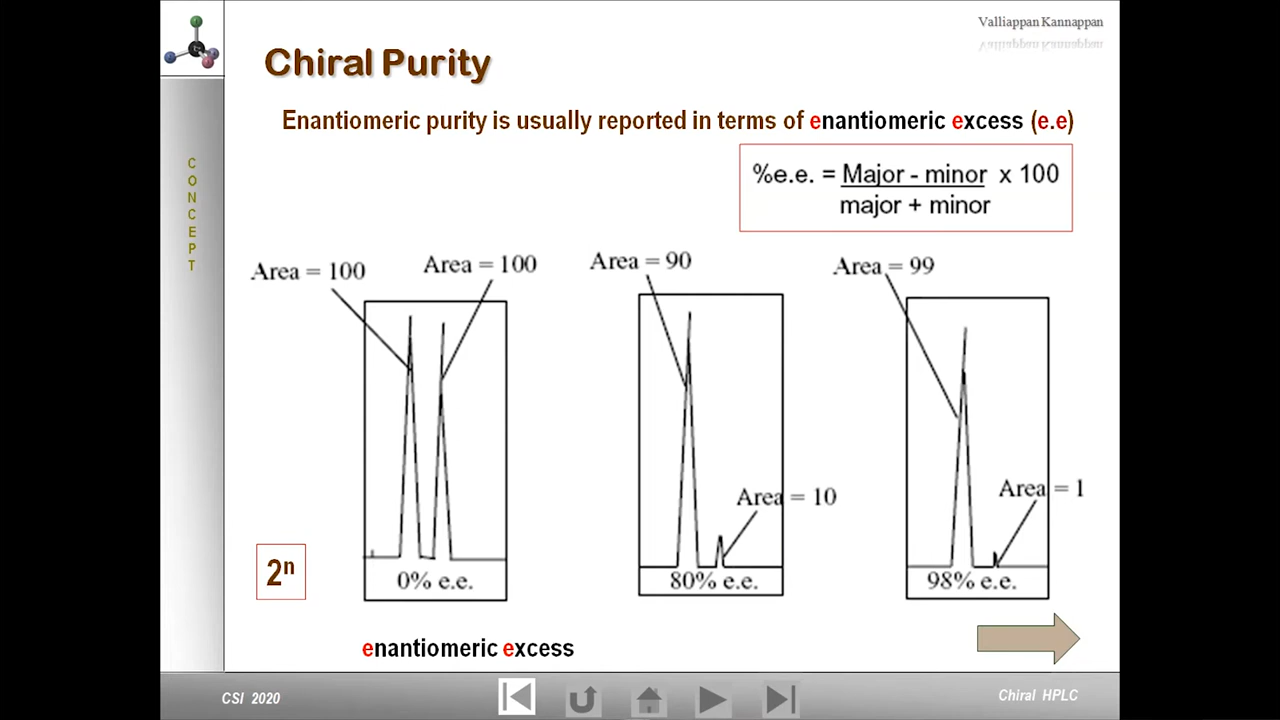 Valliappan Kannappan
Chiral Purity
Enantiomeric purity is usually reported in terms of enantiomeric excess (e.e)
CONCEPT
%e.e. = Major - minor x 100
major + minor
Area = 100
Area = 100
Area = 90
Area = 99
Area = 10
Area = 1
2ⁿ
0% e.e.
80% e.e.
98% e.e.
enantiomeric excess
CSI 2020
Chiral HPLC